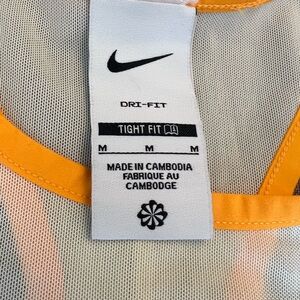 DRI-FIT
TIGHT FIT
M M M
MADE IN CAMBODIA
FABRIQUE AU
CAMBODGE